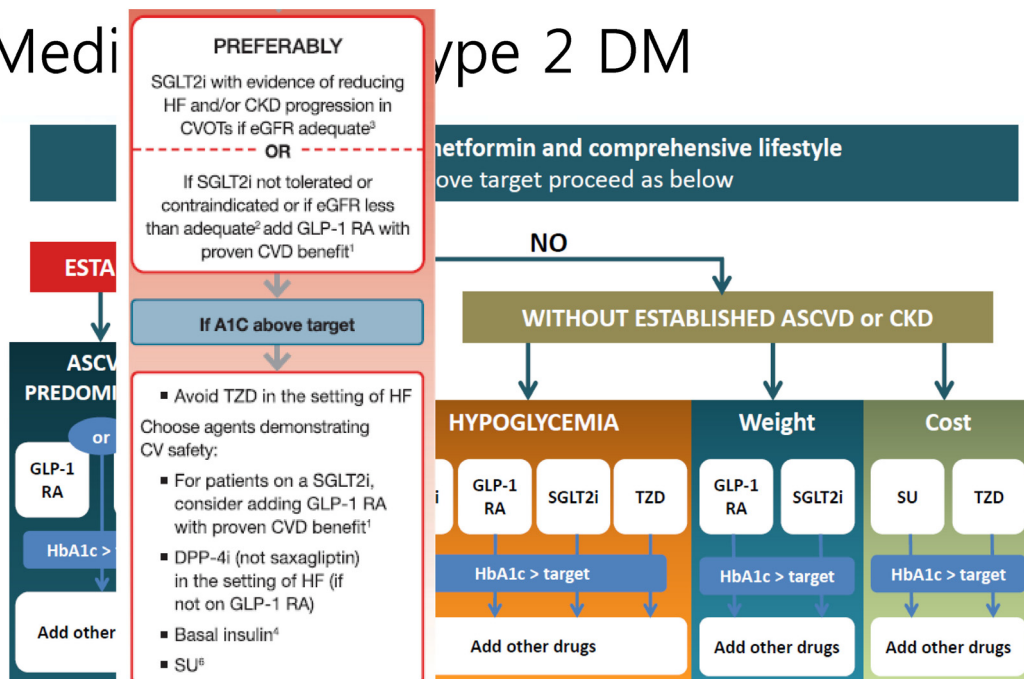 Medi
ype 2 DM
PREFERABLY
SGLT2i with evidence of reducing
HF and/or CKD progression in
CVOTs if eGFR adequate³
OR
If SGLT2i not tolerated or
contraindicated or if eGFR less
than adequate² add GLP-1 RA with
proven CVD benefit¹
If A1C above target
▪ Avoid TZD in the setting of HF
Choose agents demonstrating
CV safety:
▪ For patients on a SGLT2i,
consider adding GLP-1 RA
with proven CVD benefit¹
▪ DPP-4i (not saxagliptin)
in the setting of HF (if
not on GLP-1 RA)
▪ Basal insulin⁴
▪ SU⁶
metformin and comprehensive lifestyle
ove target proceed as below
NO
ESTA
WITHOUT ESTABLISHED ASCVD or CKD
ASCV
PREDOMI
or
GLP-1
RA
HbA1c >
Add other
HYPOGLYCEMIA
i
GLP-1
RA
SGLT2i
TZD
HbA1c > target
Add other drugs
Weight
GLP-1
RA
SGLT2i
HbA1c > target
Add other drugs
Cost
SU
TZD
HbA1c > target
Add other drugs